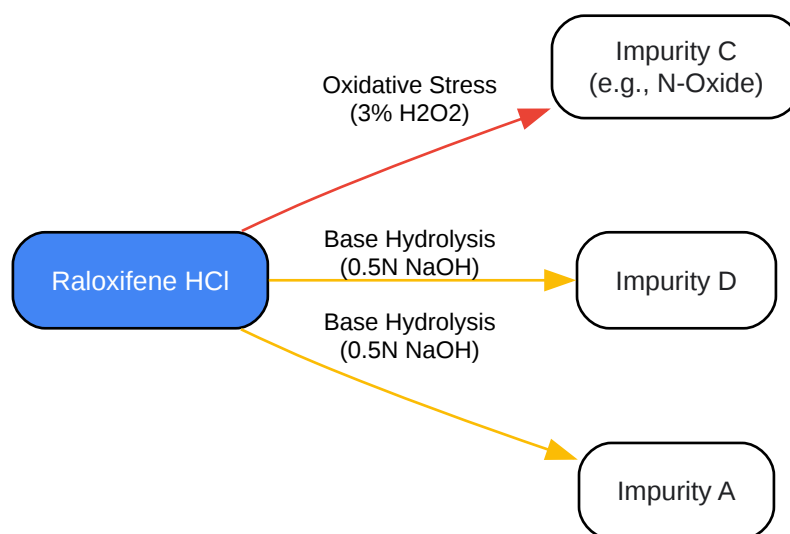 Impurity C
(e.g., N-Oxide)
Oxidative Stress
(3% H2O2)
Base Hydrolysis
(0.5N NaOH)
Raloxifene HCl
Impurity D
Base Hydrolysis
(0.5N NaOH)
Impurity A